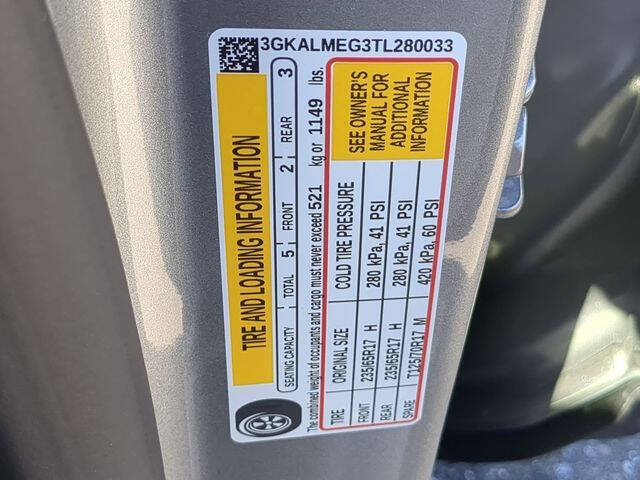 3GKALMEG3TL280033
TIRE AND LOADING INFORMATION
SEATING CAPACITY TOTAL 5 FRONT 2 REAR 3
The combined weight of occupants and cargo must never exceed 521 kg or 1149 lbs.
TIRE ORIGINAL SIZE COLD TIRE PRESSURE
FRONT 235/65R17 H 280 kPa, 41 PSI
REAR 235/65R17 H 280 kPa, 41 PSI
SPARE T125/70R17 M 420 kPa, 60 PSI
SEE OWNER'S
MANUAL FOR
ADDITIONAL
INFORMATION